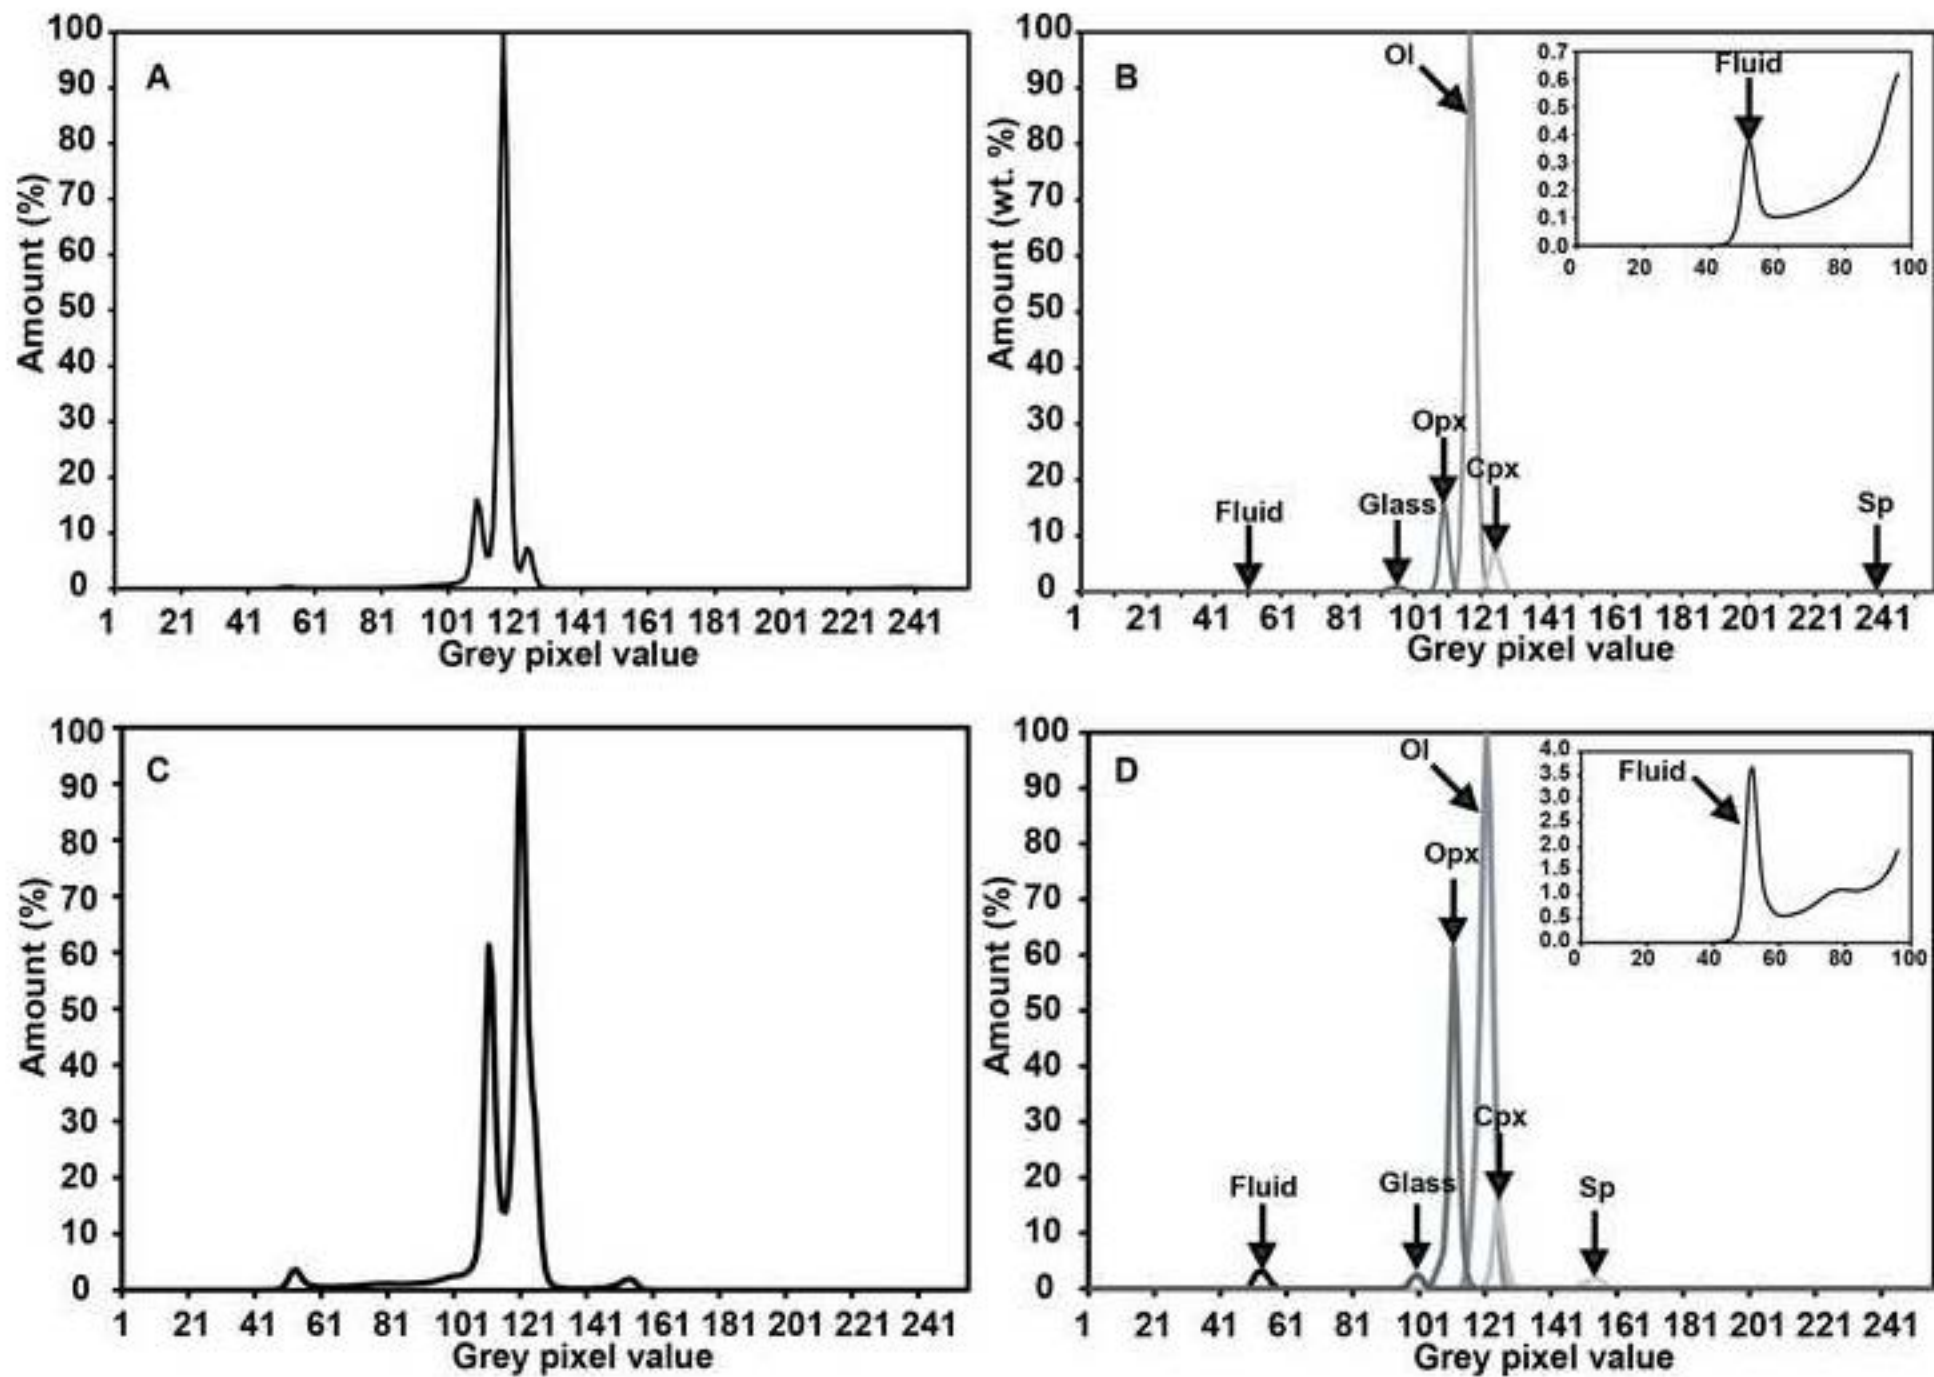 A
100
90
80
70
60
50
40
30
20
10
0
Amount (%)
1 21 41 61 81 101 121 141 161 181 201 221 241
Grey pixel value
B
100
90
80
70
60
50
40
30
20
10
0
Amount (wt. %)
Ol
Opx
Cpx
Glass
Fluid
Sp
1 21 41 61 81 101 121 141 161 181 201 221 241
Grey pixel value
Fluid
0.7
0.6
0.5
0.4
0.3
0.2
0.1
0.0
0 20 40 60 80 100
C
100
90
80
70
60
50
40
30
20
10
0
Amount (%)
1 21 41 61 81 101 121 141 161 181 201 221 241
Grey pixel value
D
100
90
80
70
60
50
40
30
20
10
0
Amount (%)
Ol
Opx
Cpx
Fluid
Glass
Sp
1 21 41 61 81 101 121 141 161 181 201 221 241
Grey pixel value
Fluid
4.0
3.5
3.0
2.5
2.0
1.5
1.0
0.5
0.0
0 20 40 60 80 100